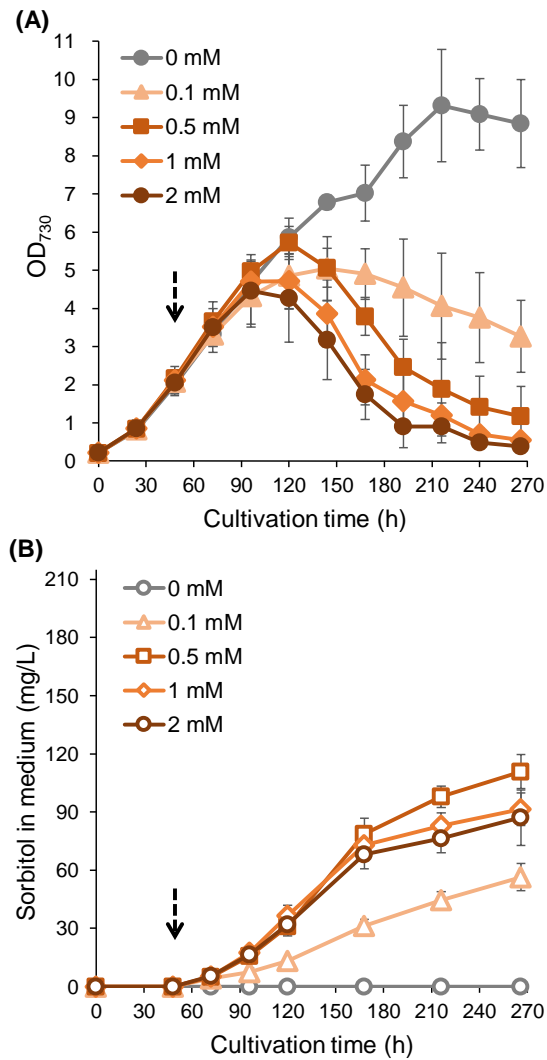 (A)
11
10
9
8
7
6
5
4
3
2
1
0
OD730
0 mM
0.1 mM
0.5 mM
1 mM
2 mM
0 30 60 90 120 150 180 210 240 270
Cultivation time (h)
(B)
210
180
150
120
90
60
30
0
Sorbitol in medium (mg/L)
0 mM
0.1 mM
0.5 mM
1 mM
2 mM
0 30 60 90 120 150 180 210 240 270
Cultivation time (h)